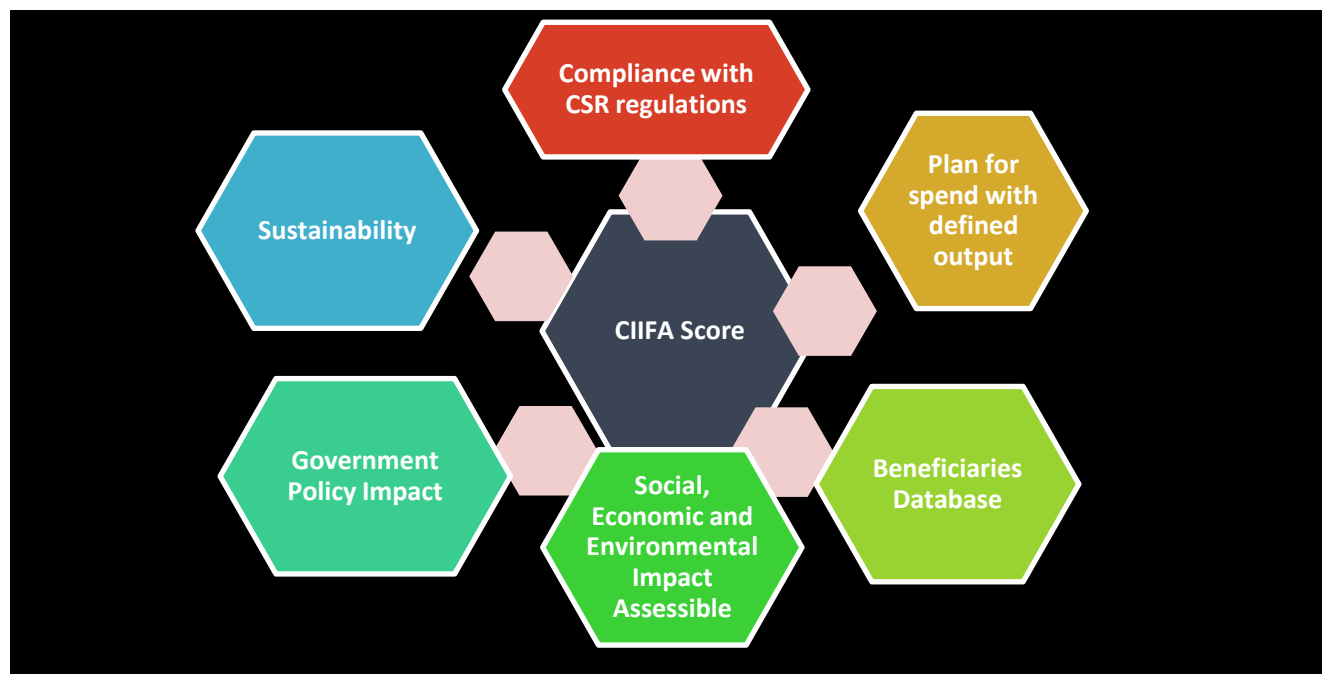 Compliance with
CSR regulations
Plan for
spend with
defined
output
Sustainability
CIIFA Score
Government
Policy Impact
Social,
Economic and
Environmental
Impact
Assessible
Beneficiaries
Database